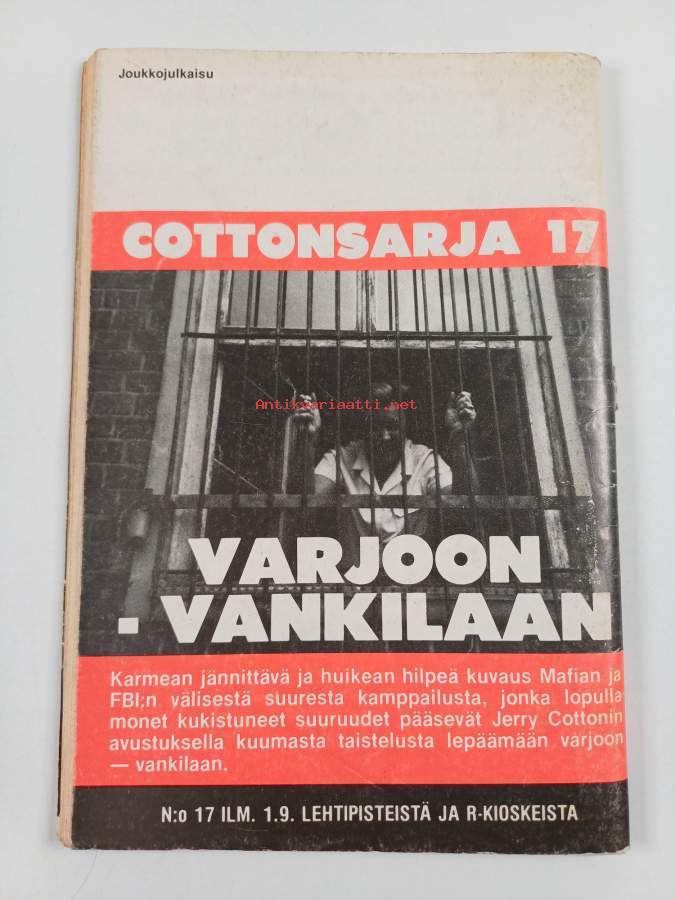 Joukkojulkaisu
COTTONSARJA 17
Antikvariaatti.net
VARJOON
- VANKILAAN
Karmean jännittävä ja huikean hilpeä kuvaus Mafian ja
FBI:n välisestä suuresta kamppailusta, jonka lopulla
monet kukistuneet suuruudet pääsevät Jerry Cottonin
avustuksella kuumasta taistelusta lepäämään varjoon
— vankilaan.
N:o 17 ILM. 1.9. LEHTIPISTEISTÄ JA R-KIOSKEISTA